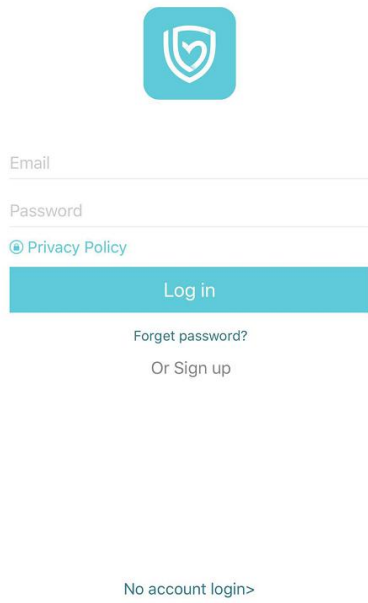 Email
Password
Privacy Policy
Log in
Forget password?
Or Sign up
No account login>